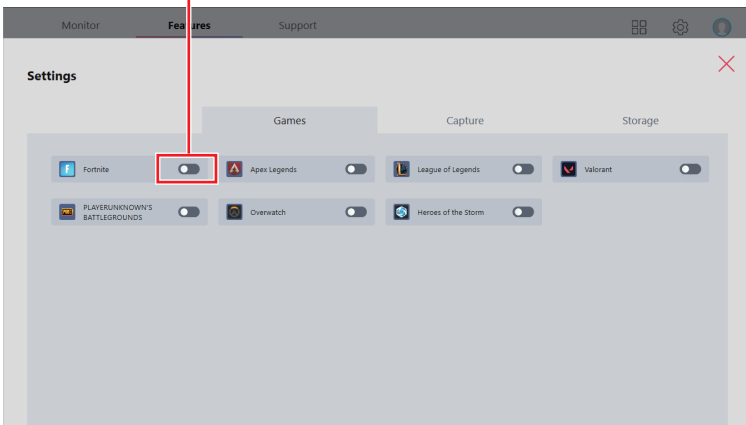 Monitor Features Support
Settings
Games Capture Storage
Fortnite Apex Legends League of Legends Valorant
PLAYERUNKNOWN'S
BATTLEGROUNDS Overwatch Heroes of the Storm